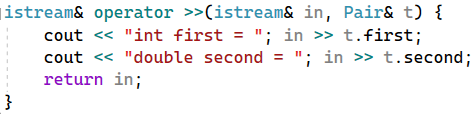 istream& operator >>(istream& in, Pair& t) {
    cout << "int first = "; in >> t.first;
    cout << "double second = "; in >> t.second;
    return in;
}